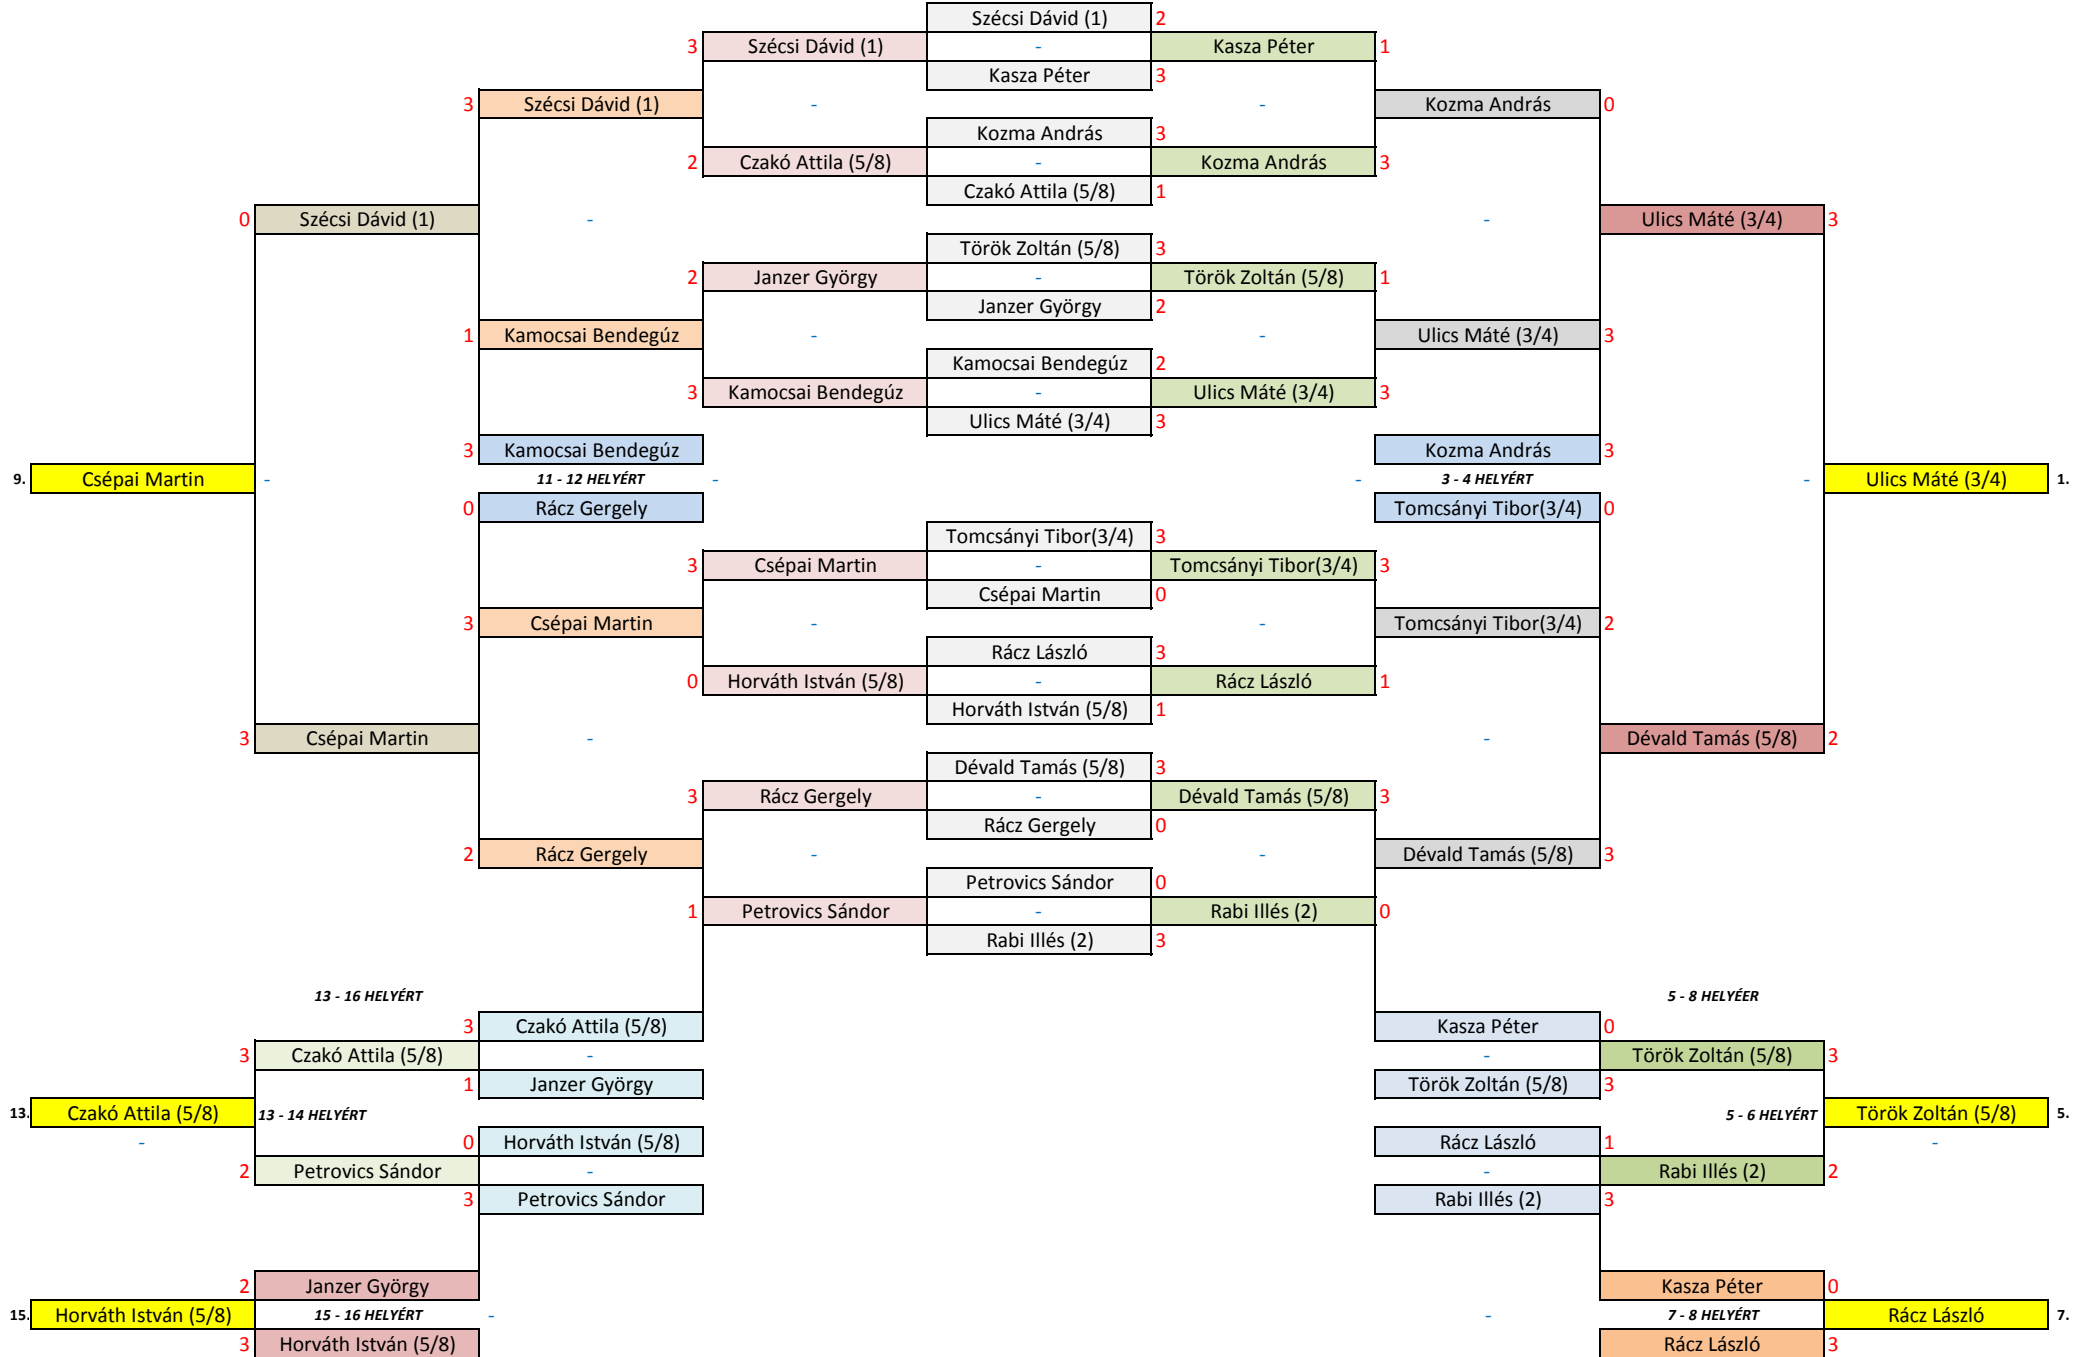 Szécsi Dávid (1) 2
3 Szécsi Dávid (1) - Kasza Péter 1
Kasza Péter 3
3 Szécsi Dávid (1) - - Kozma András 0
Kozma András 3
2 Czakó Attila (5/8) - Kozma András 3
Czakó Attila (5/8) 1
0 Szécsi Dávid (1) - - Ulics Máté (3/4) 3
Török Zoltán (5/8) 3
2 Janzer György - Török Zoltán (5/8) 1
Janzer György 2
1 Kamocsai Bendegúz - - Ulics Máté (3/4) 3
Kamocsai Bendegúz 2
3 Kamocsai Bendegúz - Ulics Máté (3/4) 3
Ulics Máté (3/4) 3
3 Kamocsai Bendegúz Kozma András 3
9. Csépai Martin - 11 - 12 HELYÉRT - - 3 - 4 HELYÉRT - Ulics Máté (3/4) 1.
0 Rácz Gergely Tomcsányi Tibor(3/4) 0
Tomcsányi Tibor(3/4) 3
3 Csépai Martin - Tomcsányi Tibor(3/4) 3
Csépai Martin 0
3 Csépai Martin - - Tomcsányi Tibor(3/4) 2
Rácz László 3
0 Horváth István (5/8) - Rácz László 1
Horváth István (5/8) 1
3 Csépai Martin - - Dévald Tamás (5/8) 2
Dévald Tamás (5/8) 3
3 Rácz Gergely - Dévald Tamás (5/8) 3
Rácz Gergely 0
2 Rácz Gergely - - Dévald Tamás (5/8) 3
Petrovics Sándor 0
1 Petrovics Sándor - Rabi Illés (2) 0
Rabi Illés (2) 3
13 - 16 HELYÉRT 5 - 8 HELYÉER
3 Czakó Attila (5/8) Kasza Péter 0
3 Czakó Attila (5/8) - - Török Zoltán (5/8) 3
1 Janzer György Török Zoltán (5/8) 3
13. Czakó Attila (5/8) 13 - 14 HELYÉRT 5 - 6 HELYÉRT Török Zoltán (5/8) 5.
- 0 Horváth István (5/8) Rácz László 1 -
2 Petrovics Sándor - - Rabi Illés (2) 2
3 Petrovics Sándor Rabi Illés (2) 3
2 Janzer György Kasza Péter 0
15. Horváth István (5/8) 15 - 16 HELYÉRT - - 7 - 8 HELYÉRT Rácz László 7.
3 Horváth István (5/8) Rácz László 3